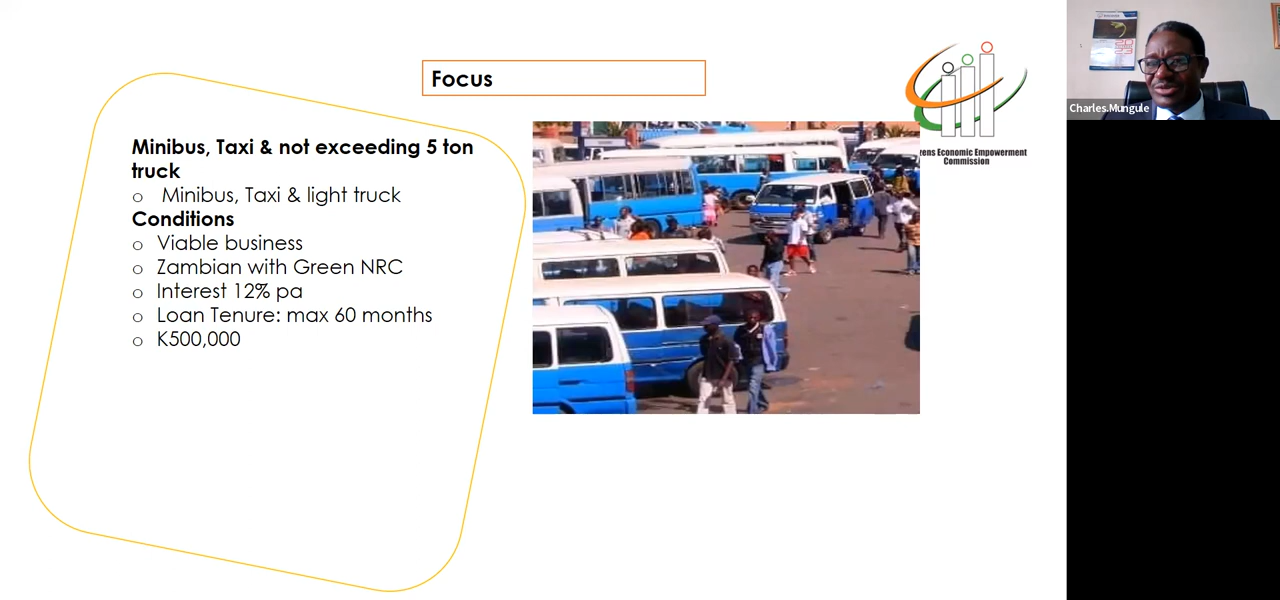 Focus
Minibus, Taxi & not exceeding 5 ton
truck
o Minibus, Taxi & light truck
Conditions
o Viable business
o Zambian with Green NRC
o Interest 12% pa
o Loan Tenure: max 60 months
o K500,000
zens Economic Empowerment
Commission
Charles.Mungule